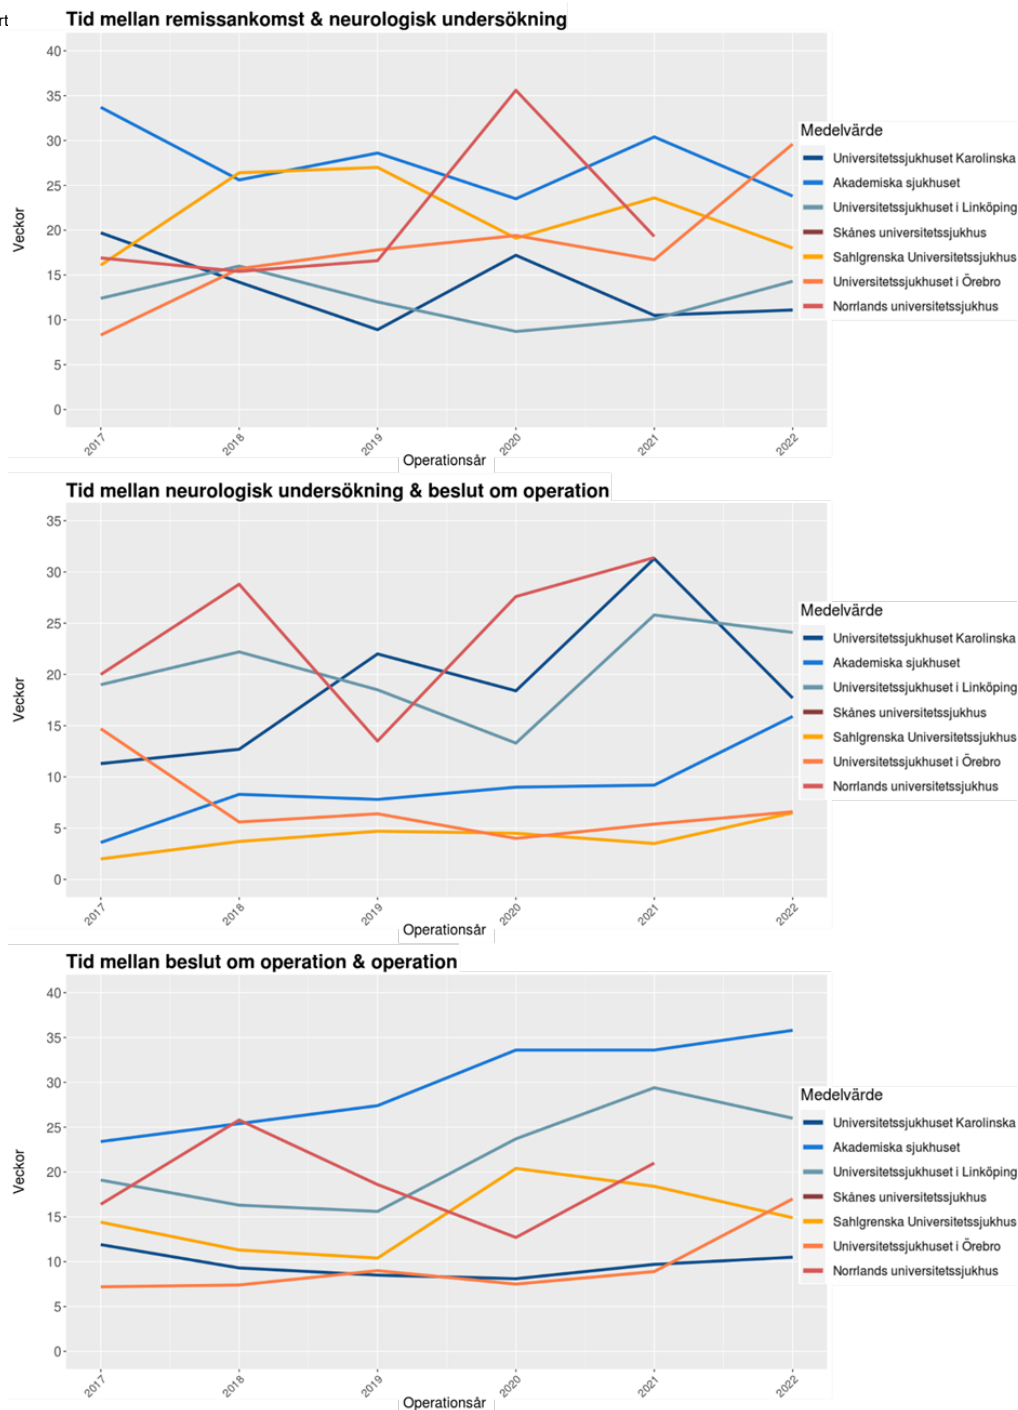 rt
Tid mellan remissankomst & neurologisk undersökning
40
35
30
25
20
15
10
5
0
Veckor
2017
2018
2019
2020
2021
2022
Operationsår
Medelvärde
Universitetssjukhuset Karolinska
Akademiska sjukhuset
Universitetssjukhuset i Linköping
Skånes universitetssjukhus
Sahlgrenska Universitetssjukhus
Universitetssjukhuset i Örebro
Norrlands universitetssjukhus
Tid mellan neurologisk undersökning & beslut om operation
35
30
25
20
15
10
5
0
Veckor
2017
2018
2019
2020
2021
2022
Operationsår
Medelvärde
Universitetssjukhuset Karolinska
Akademiska sjukhuset
Universitetssjukhuset i Linköping
Skånes universitetssjukhus
Sahlgrenska Universitetssjukhus
Universitetssjukhuset i Örebro
Norrlands universitetssjukhus
Tid mellan beslut om operation & operation
40
35
30
25
20
15
10
5
0
Veckor
2017
2018
2019
2020
2021
2022
Operationsår
Medelvärde
Universitetssjukhuset Karolinska
Akademiska sjukhuset
Universitetssjukhuset i Linköping
Skånes universitetssjukhus
Sahlgrenska Universitetssjukhus
Universitetssjukhuset i Örebro
Norrlands universitetssjukhus